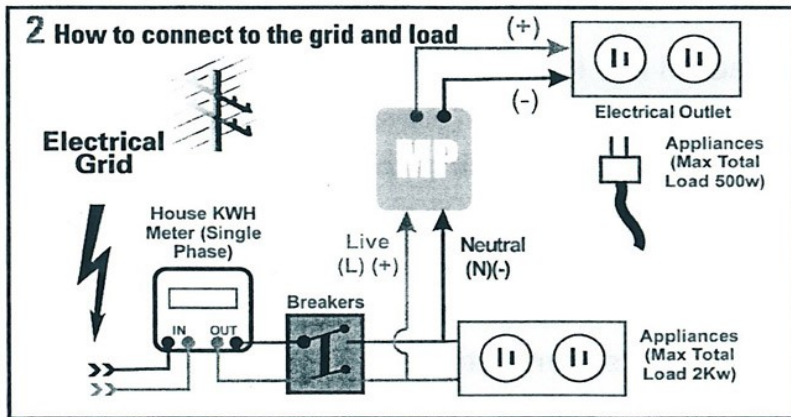 2 How to connect to the grid and load
(+)
(-)
Electrical Outlet
Appliances
(Max Total
Load 500w)
Electrical
Grid
MP
House KWH
Meter (Single
Phase)
Live
(L) (+)
Neutral
(N)(-)
IN OUT
Breakers
Appliances
(Max Total
Load 2Kw)